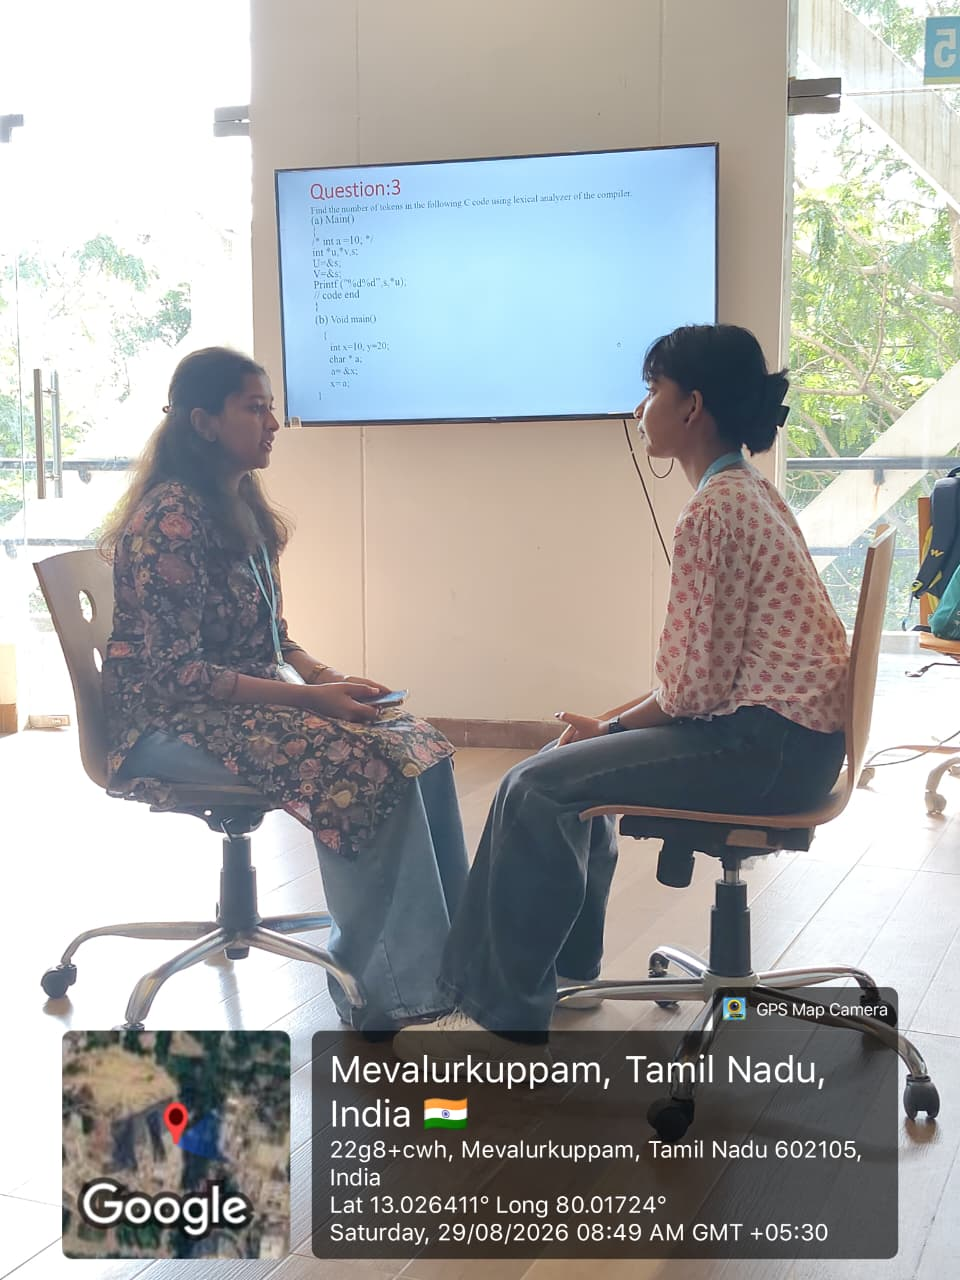 5
Question:3
Find the number of tokens in the following C code using lexical analyzer of the compiler.
(a) Main()
{
/* int a =10; */
int *u,*v,s;
U=&s;
V=&s;
Printf ("%d%d",s,*u);
// code end
}
(b) Void main()
{
int x=10, y=20;
char * a;
a= &x;
x= a;
}
GPS Map Camera
Google
Mevalurkuppam, Tamil Nadu,
India 🇮🇳
22g8+cwh, Mevalurkuppam, Tamil Nadu 602105,
India
Lat 13.026411° Long 80.01724°
Saturday, 29/08/2026 08:49 AM GMT +05:30